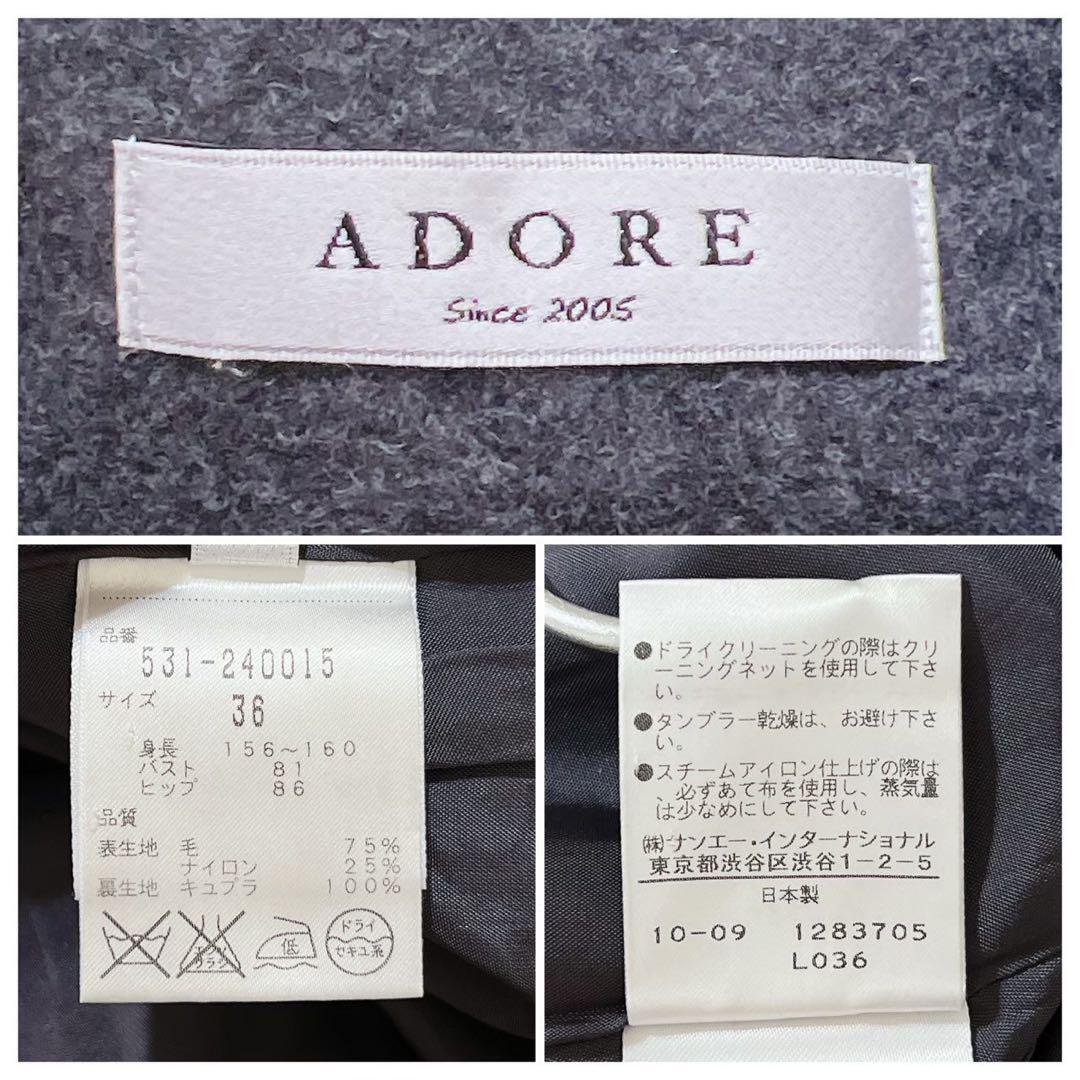 ADORE
Since 2005
品番
531-240015
サイズ
36
身長 156～160
バスト 81
ヒップ 86
品質
表生地 毛 75%
ナイロン 25%
裏生地 キュプラ 100%
エンソ
サラシ
低
ドライ
セキユ系
●ドライクリーニングの際はクリ
ーニングネットを使用して下さ
い。
●タンブラー乾燥は、お避け下さ
い。
●スチームアイロン仕上げの際は
、必ずあて布を使用し、蒸気量
は少なめにして下さい。
㈱サンエー・インターナショナル
東京都渋谷区渋谷1-2-5
日本製
10-09 1283705
L036